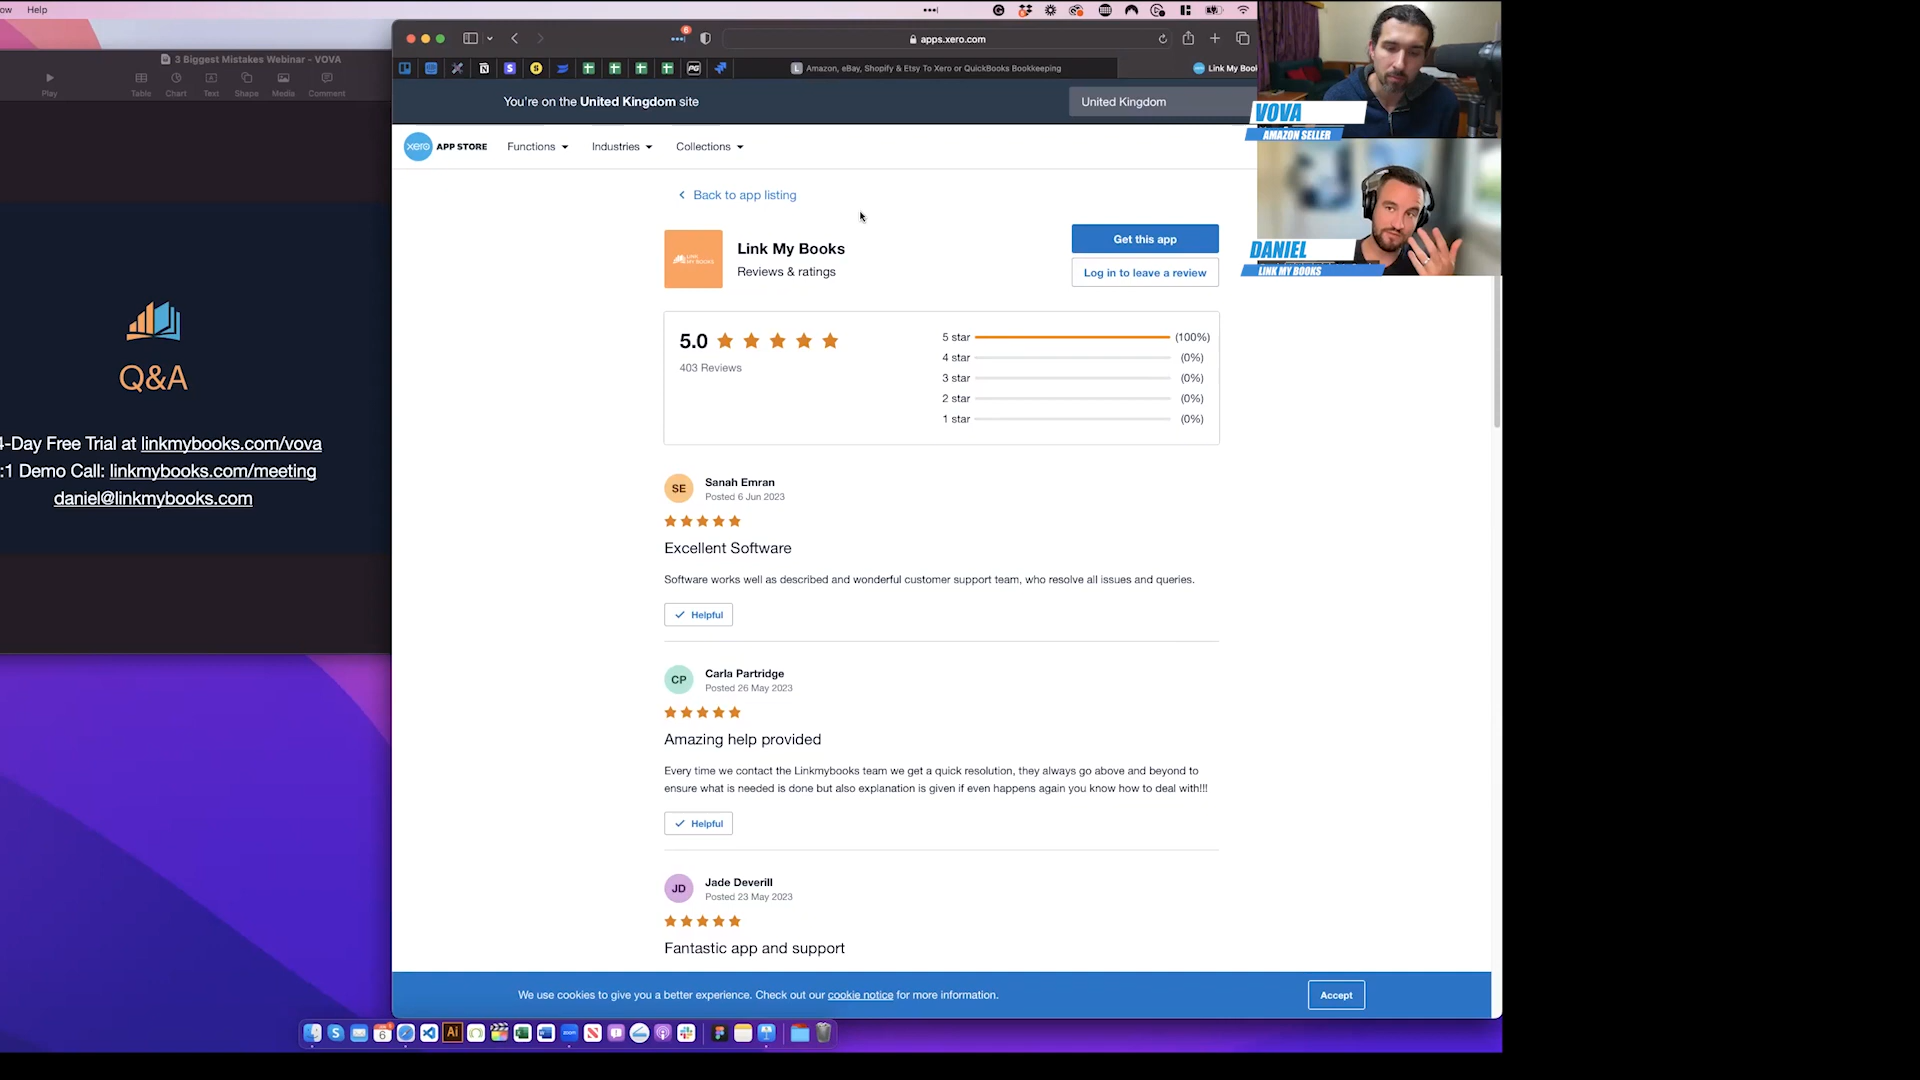 ow Help
3 Biggest Mistakes Webinar - VOVA
Play Table Chart Text Shape Media Comment
apps.xero.com
Amazon, eBay, Shopify & Etsy To Xero or QuickBooks Bookkeeping
Link My Book
You're on the United Kingdom site
United Kingdom
xero APP STORE Functions Industries Collections
VOVA
AMAZON SELLER
DANIEL
LINK MY BOOKS
Back to app listing
LINK MY BOOKS
Link My Books
Reviews & ratings
Get this app
Log in to leave a review
5.0
403 Reviews
5 star (100%)
4 star (0%)
3 star (0%)
2 star (0%)
1 star (0%)
Q&A
4-Day Free Trial at linkmybooks.com/vova
:1 Demo Call: linkmybooks.com/meeting
daniel@linkmybooks.com
SE
Sanah Emran
Posted 6 Jun 2023
Excellent Software
Software works well as described and wonderful customer support team, who resolve all issues and queries.
Helpful
CP
Carla Partridge
Posted 26 May 2023
Amazing help provided
Every time we contact the Linkmybooks team we get a quick resolution, they always go above and beyond to
ensure what is needed is done but also explanation is given if even happens again you know how to deal with!!!
Helpful
JD
Jade Deverill
Posted 23 May 2023
Fantastic app and support
We use cookies to give you a better experience. Check out our cookie notice for more information.
Accept